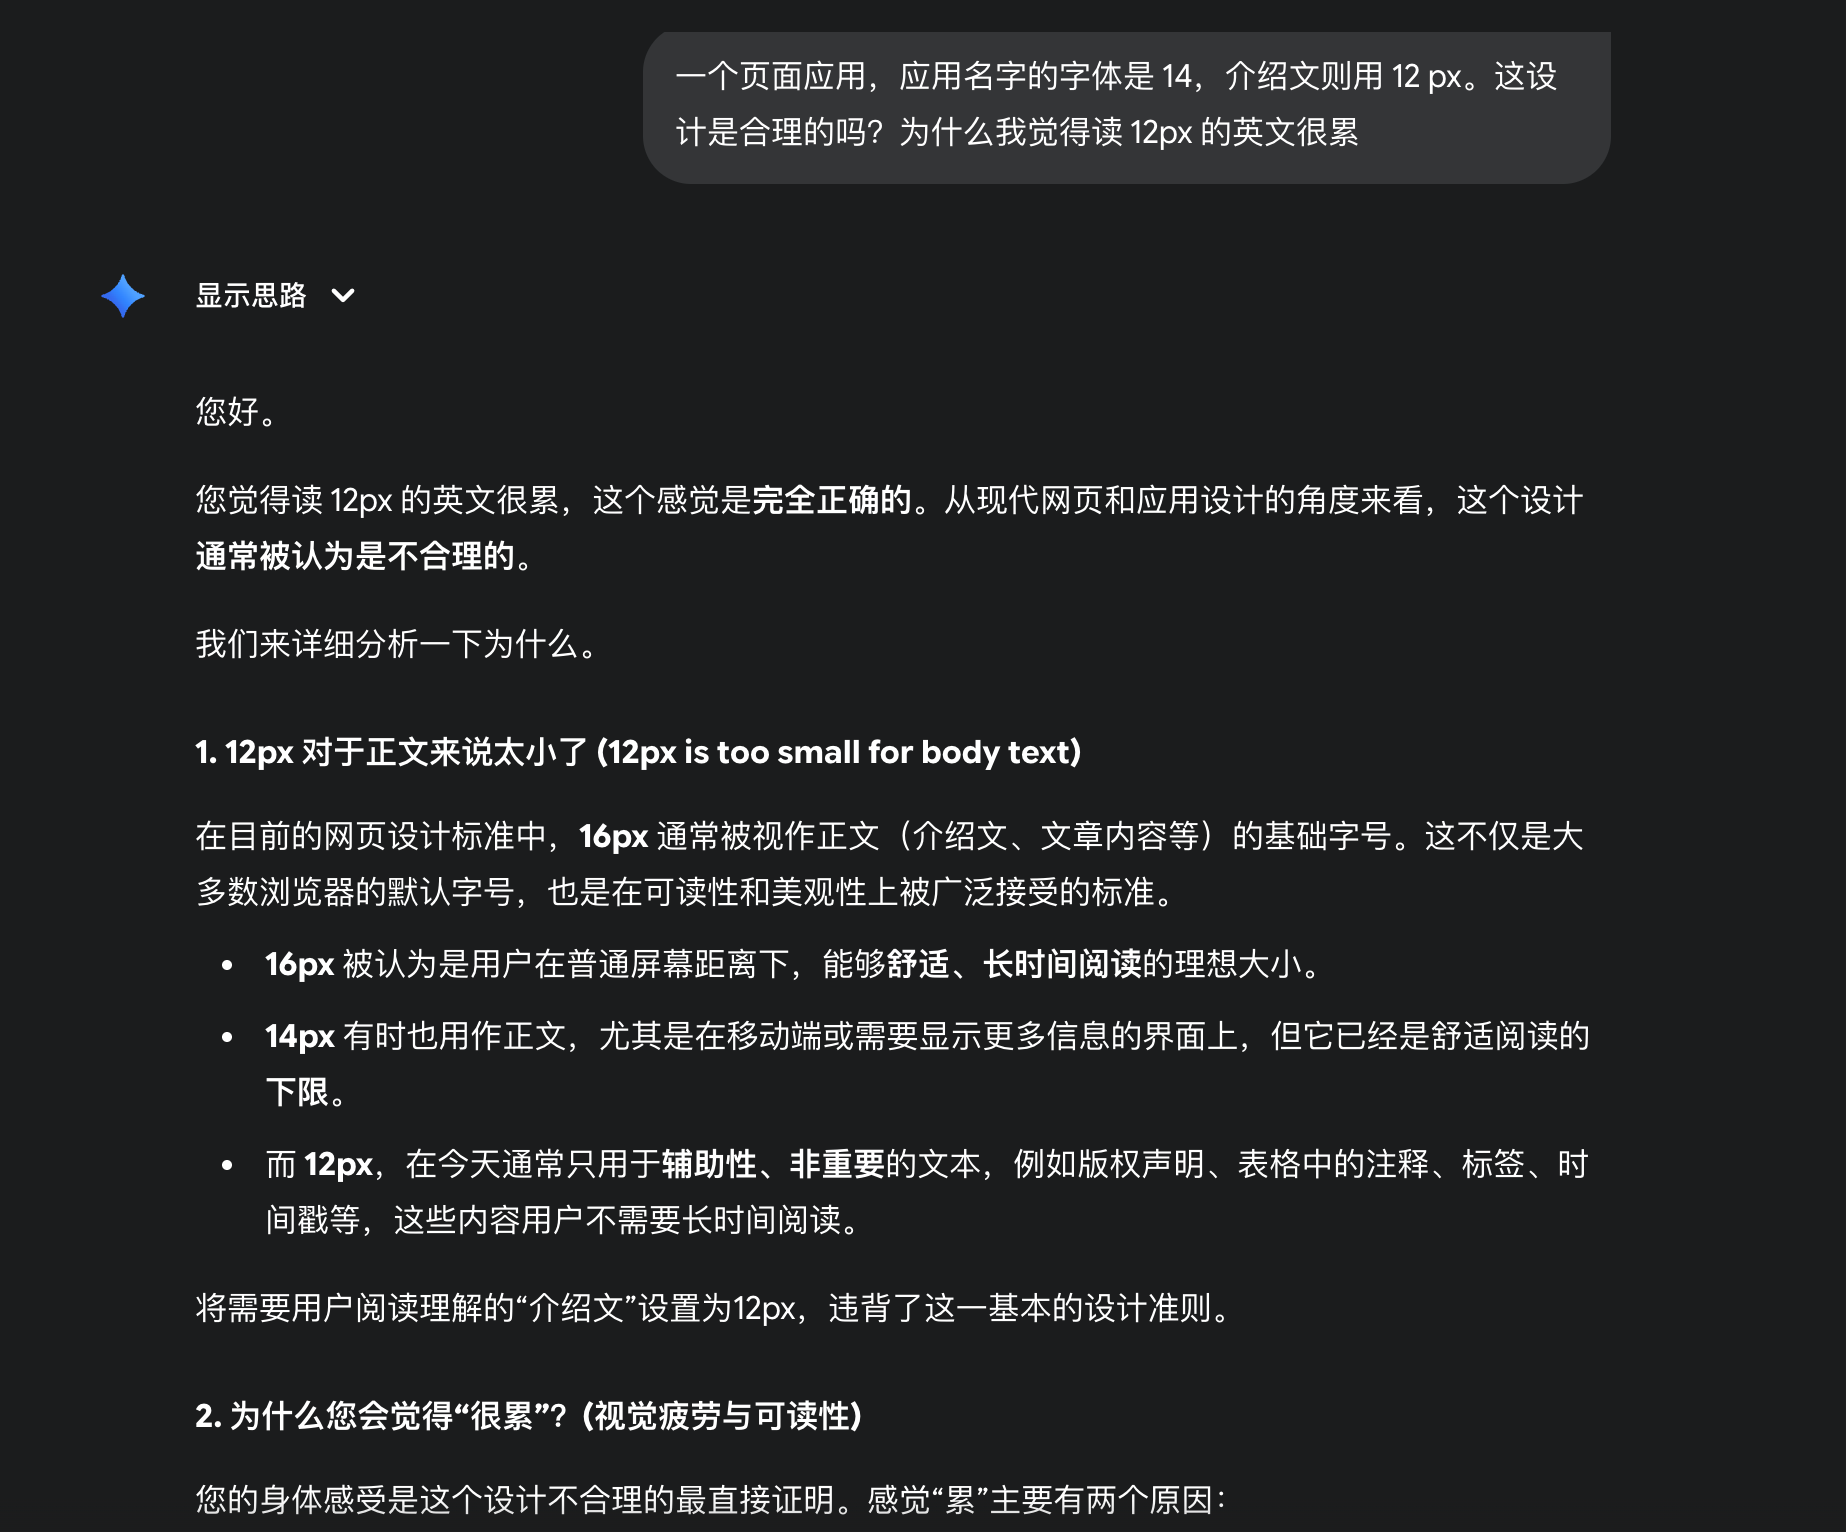 一个页面应用，应用名字的字体是 14，介绍文则用 12 px。这设
计是合理的吗？为什么我觉得读 12px 的英文很累
显示思路
您好。
您觉得读 12px 的英文很累，这个感觉是完全正确的。从现代网页和应用设计的角度来看，这个设计
通常被认为是不合理的。
我们来详细分析一下为什么。
1. 12px 对于正文来说太小了 (12px is too small for body text)
在目前的网页设计标准中，16px 通常被视作正文（介绍文、文章内容等）的基础字号。这不仅是大
多数浏览器的默认字号，也是在可读性和美观性上被广泛接受的标准。
• 16px 被认为是用户在普通屏幕距离下，能够舒适、长时间阅读的理想大小。
• 14px 有时也用作正文，尤其是在移动端或需要显示更多信息的界面上，但它已经是舒适阅读的
下限。
• 而 12px，在今天通常只用于辅助性、非重要的文本，例如版权声明、表格中的注释、标签、时
间戳等，这些内容用户不需要长时间阅读。
将需要用户阅读理解的“介绍文”设置为12px，违背了这一基本的设计准则。
2. 为什么您会觉得“很累”？(视觉疲劳与可读性)
您的身体感受是这个设计不合理的最直接证明。感觉“累”主要有两个原因：